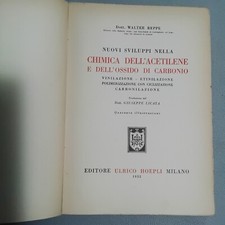 Dott. WALTER REPPE
NUOVI SVILUPPI NELLA
CHIMICA DELL'ACETILENE
E DELL'OSSIDO DI CARBONIO
VINILAZIONE - ETINILAZIONE
POLIMERIZZAZIONE CON CICLIZZAZIONE
CARBONILAZIONE
Traduzione del
Dott. GIUSEPPE
EDITORE ULRICO HOEPLI MILANO